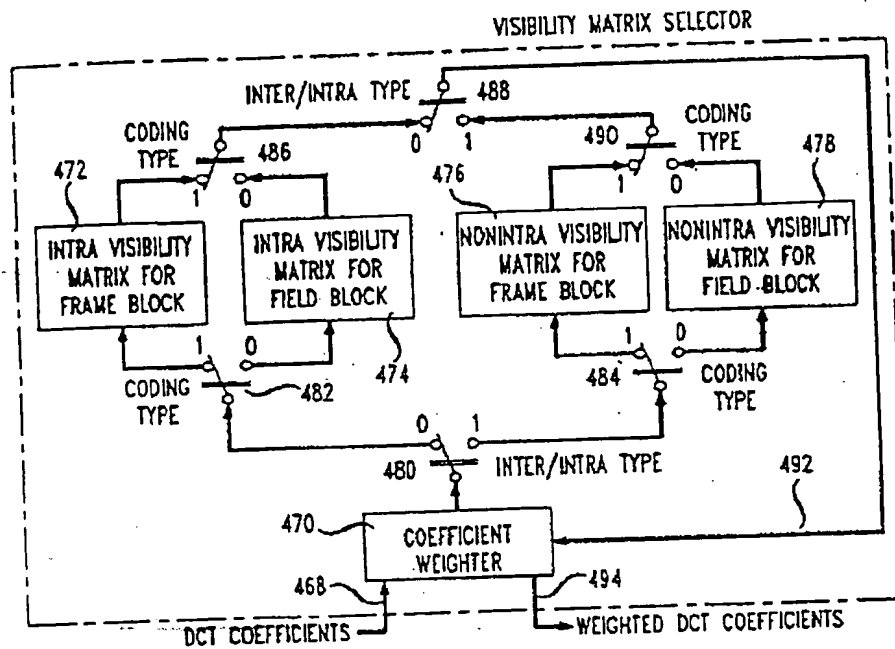 VISIBILITY MATRIX SELECTOR
INTER/INTRA TYPE
488
0
1
CODING
TYPE
486
1
0
CODING
TYPE
490
1
0
472
476
478
INTRA VISIBILITY
MATRIX FOR
FRAME BLOCK
INTRA VISIBILITY
MATRIX FOR
FIELD BLOCK
NONINTRA VISIBILITY
MATRIX FOR
FRAME BLOCK
NONINTRA VISIBILITY
MATRIX FOR
FIELD BLOCK
1
0
CODING
TYPE
482
474
1
0
484
CODING
TYPE
0
1
480
INTER/INTRA TYPE
492
470
COEFFICIENT
WEIGHTER
468
494
DCT COEFFICIENTS
WEIGHTED DCT COEFFICIENTS